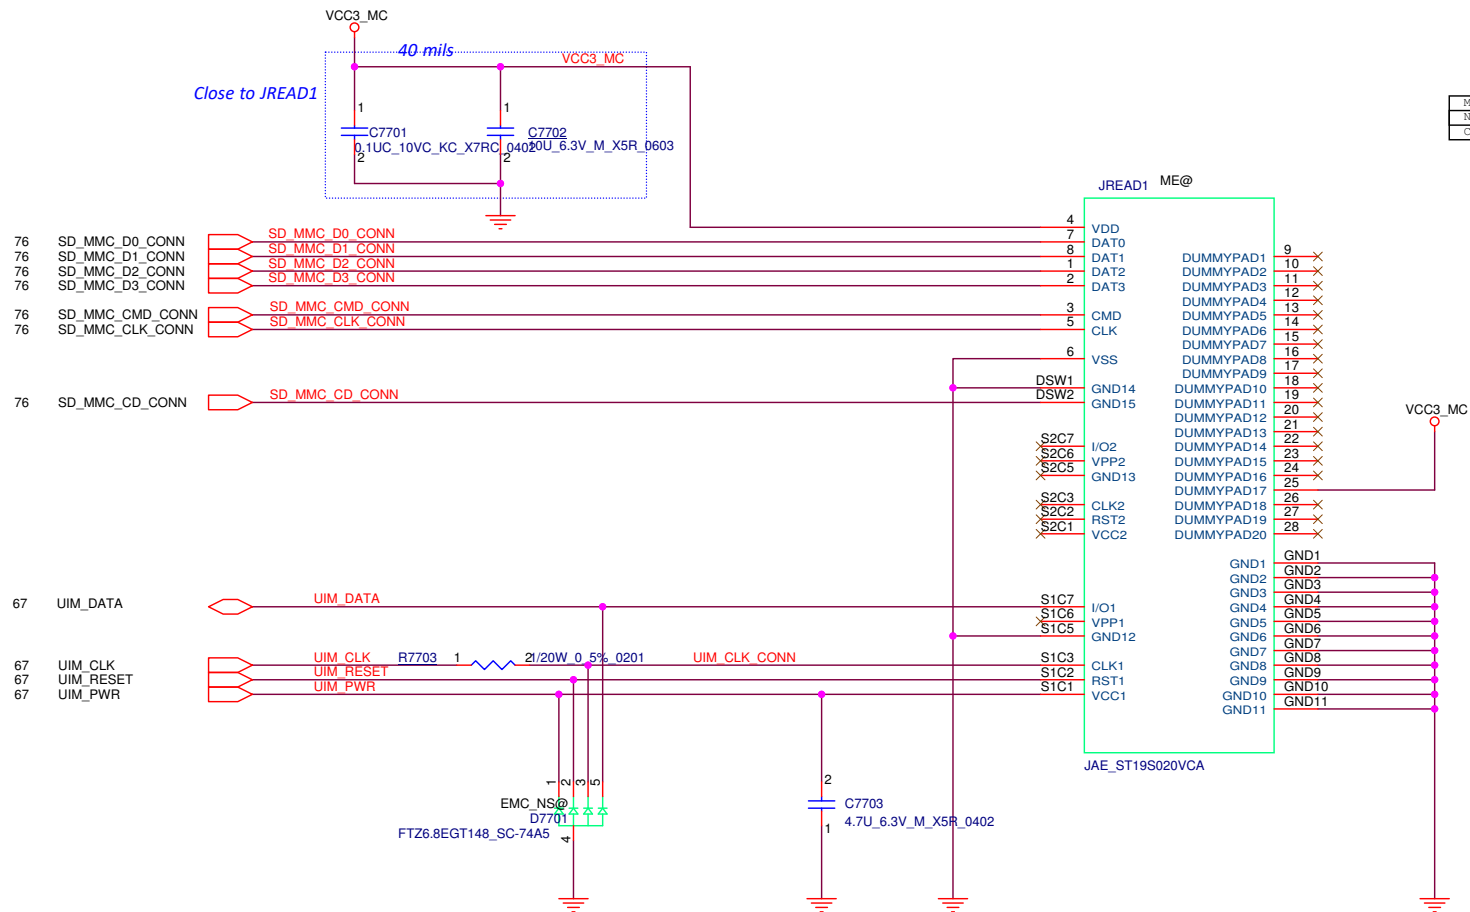 VCC3_MC
40 mils
VCC3_MC
Close to JREAD1
1
1
C7701
C7702
0.1UC_10VC_KC_X7RC_0402
10U_6.3V_M_X5R_0603
2
2
M
N
C
JREAD1 ME@
76 SD_MMC_D0_CONN SD_MMC_D0_CONN 7 DAT0
76 SD_MMC_D1_CONN SD_MMC_D1_CONN 8 DAT1
76 SD_MMC_D2_CONN SD_MMC_D2_CONN 1 DAT2
76 SD_MMC_D3_CONN SD_MMC_D3_CONN 2 DAT3
76 SD_MMC_CMD_CONN SD_MMC_CMD_CONN 3 CMD
76 SD_MMC_CLK_CONN SD_MMC_CLK_CONN 5 CLK
76 SD_MMC_CD_CONN SD_MMC_CD_CONN DSW2 GND15
4 VDD
6 VSS
DSW1 GND14
S2C7 I/O2
S2C6 VPP2
S2C5 GND13
S2C3 CLK2
S2C2 RST2
S2C1 VCC2
67 UIM_DATA UIM_DATA S1C7 I/O1
S1C6 VPP1
S1C5 GND12
67 UIM_CLK UIM_CLK R7703 1 2 1/20W_0_5%_0201 UIM_CLK_CONN S1C3 CLK1
67 UIM_RESET UIM_RESET S1C2 RST1
67 UIM_PWR UIM_PWR S1C1 VCC1
DUMMYPAD1 9
DUMMYPAD2 10
DUMMYPAD3 11
DUMMYPAD4 12
DUMMYPAD5 13
DUMMYPAD6 14
DUMMYPAD7 15
DUMMYPAD8 16
DUMMYPAD9 17
DUMMYPAD10 18
DUMMYPAD11 19
DUMMYPAD12 20
DUMMYPAD13 21
DUMMYPAD14 22
DUMMYPAD15 23
DUMMYPAD16 24
DUMMYPAD17 25
DUMMYPAD18 26
DUMMYPAD19 27
DUMMYPAD20 28
VCC3_MC
GND1 GND1
GND2 GND2
GND3 GND3
GND4 GND4
GND5 GND5
GND6 GND6
GND7 GND7
GND8 GND8
GND9 GND9
GND10 GND10
GND11 GND11
JAE_ST19S020VCA
1 2 3 5
EMC_NS@
D7701
FTZ6.8EGT148_SC-74A5
4
2
C7703
4.7U_6.3V_M_X5R_0402
1